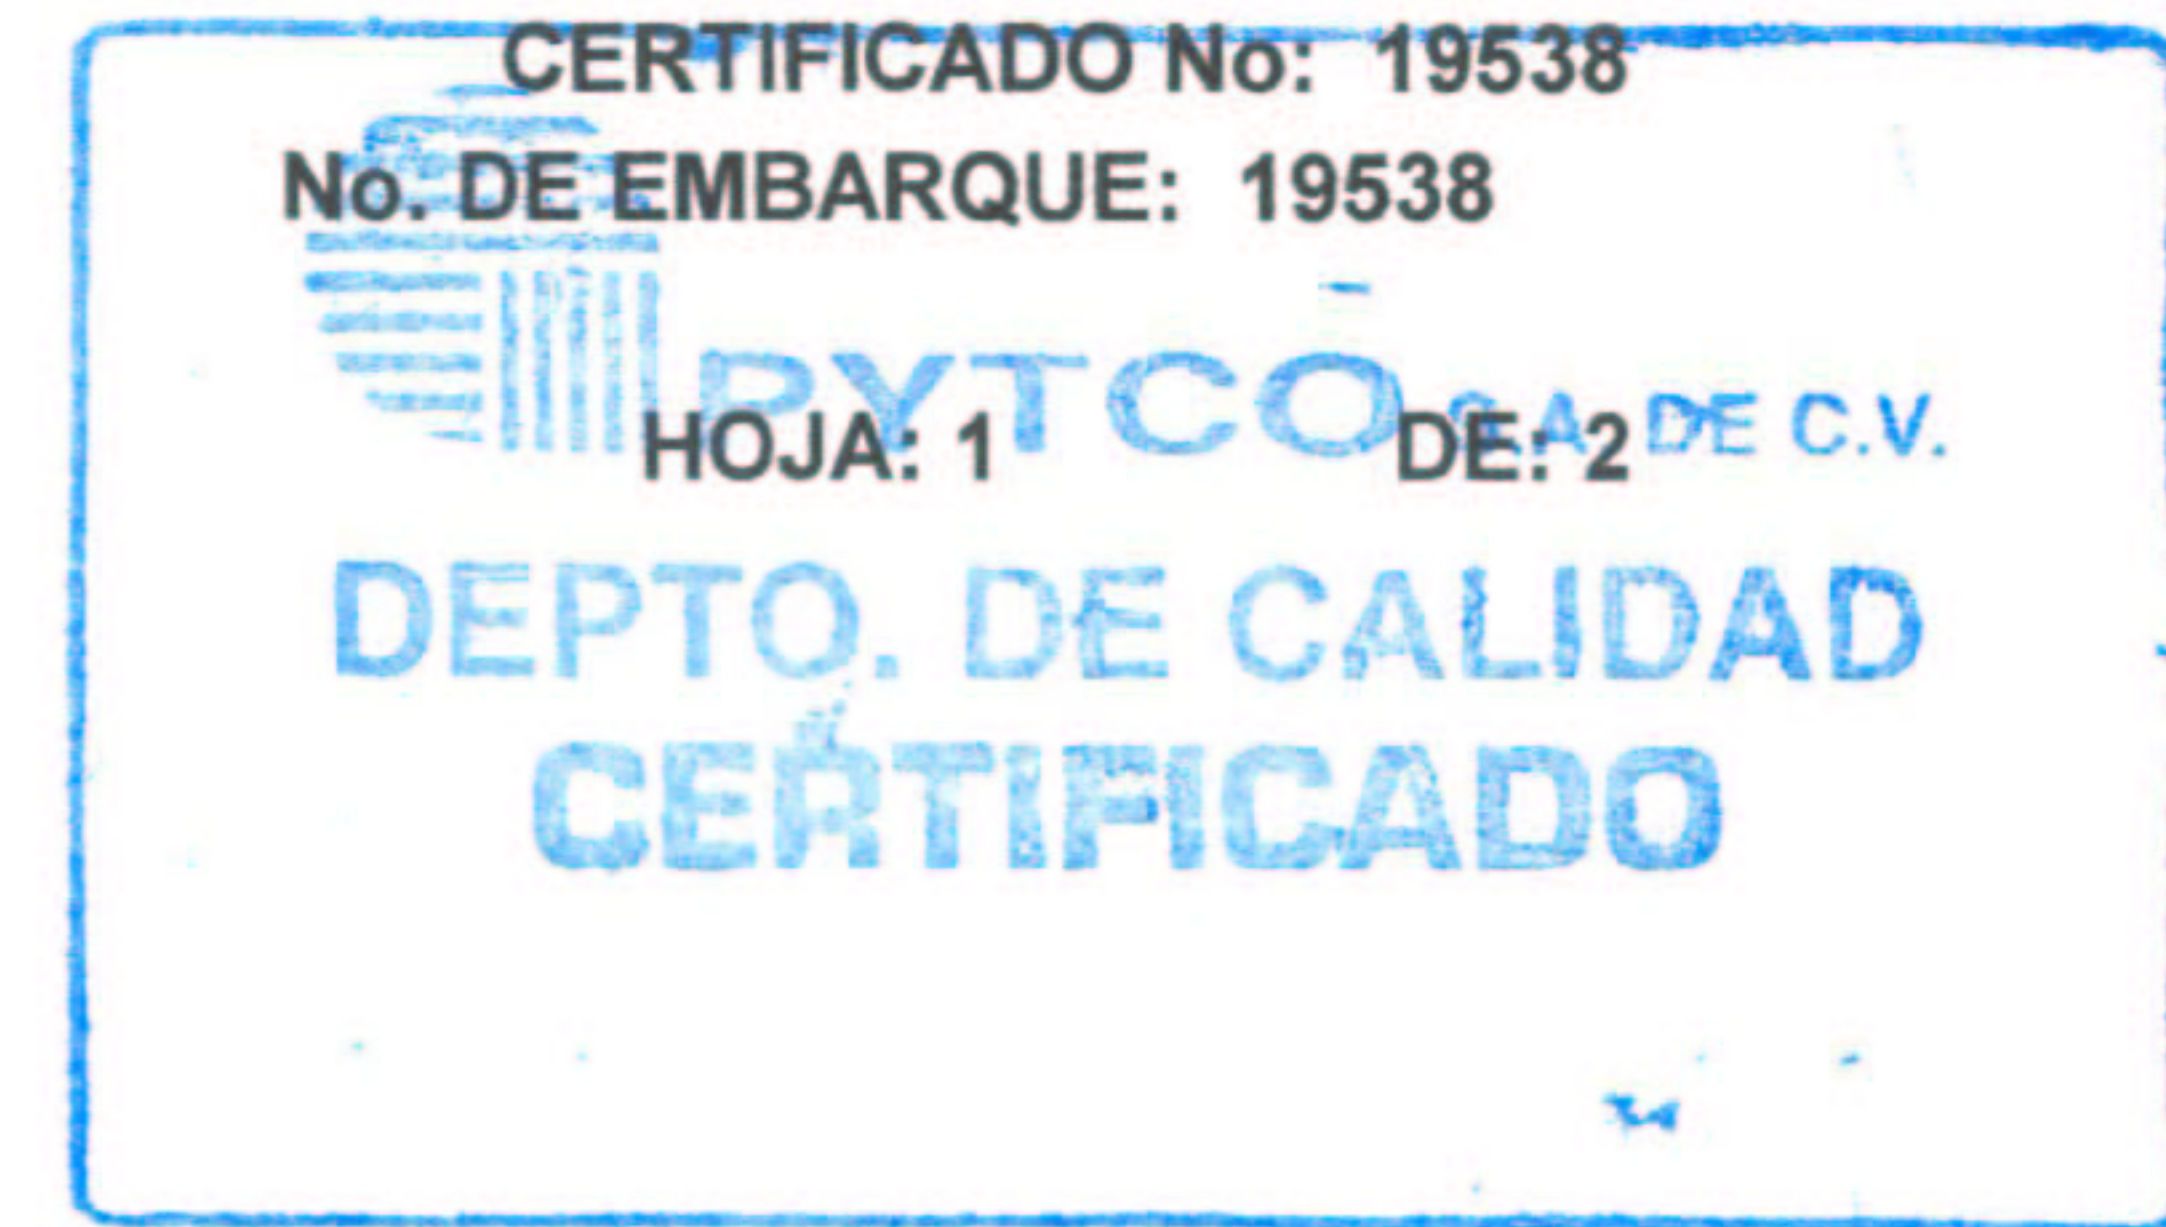 CERTIFICADO No: 19538
No. DE EMBARQUE: 19538
PYTCO S.A. DE C.V.
HOJA: 1 DE: 2
DEPTO. DE CALIDAD
CERTIFICADO